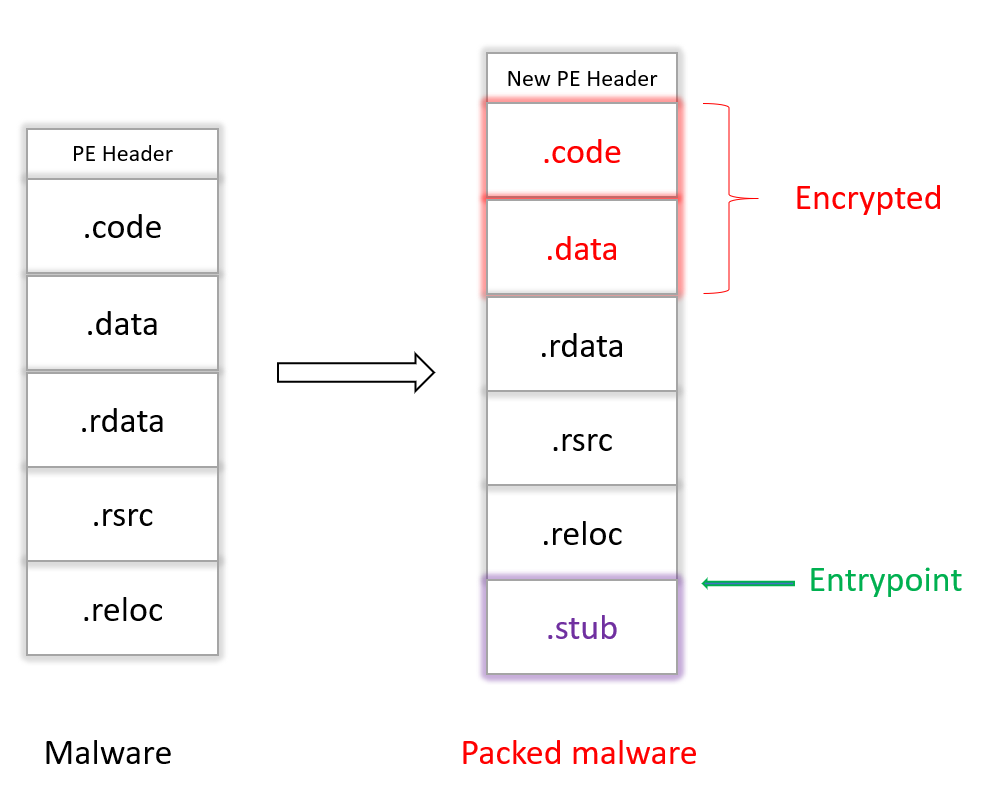 PE Header
.code
.data
.rdata
.rsrc
.reloc
Malware
New PE Header
.code
.data
.rdata
.rsrc
.reloc
.stub
Packed malware
Encrypted
Entrypoint